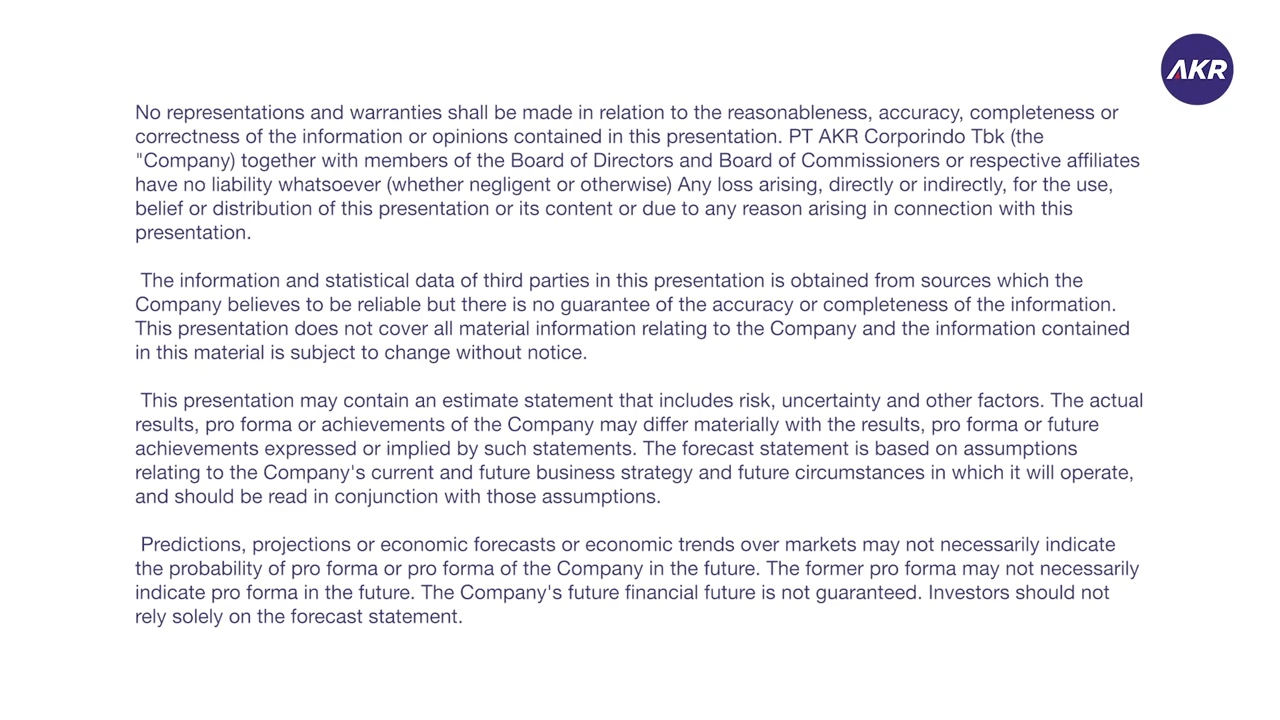 AKR
No representations and warranties shall be made in relation to the reasonableness, accuracy, completeness or
correctness of the information or opinions contained in this presentation. PT AKR Corporindo Tbk (the
"Company) together with members of the Board of Directors and Board of Commissioners or respective affiliates
have no liability whatsoever (whether negligent or otherwise) Any loss arising, directly or indirectly, for the use,
belief or distribution of this presentation or its content or due to any reason arising in connection with this
presentation.
The information and statistical data of third parties in this presentation is obtained from sources which the
Company believes to be reliable but there is no guarantee of the accuracy or completeness of the information.
This presentation does not cover all material information relating to the Company and the information contained
in this material is subject to change without notice.
This presentation may contain an estimate statement that includes risk, uncertainty and other factors. The actual
results, pro forma or achievements of the Company may differ materially with the results, pro forma or future
achievements expressed or implied by such statements. The forecast statement is based on assumptions
relating to the Company's current and future business strategy and future circumstances in which it will operate,
and should be read in conjunction with those assumptions.
Predictions, projections or economic forecasts or economic trends over markets may not necessarily indicate
the probability of pro forma or pro forma of the Company in the future. The former pro forma may not necessarily
indicate pro forma in the future. The Company's future financial future is not guaranteed. Investors should not
rely solely on the forecast statement.